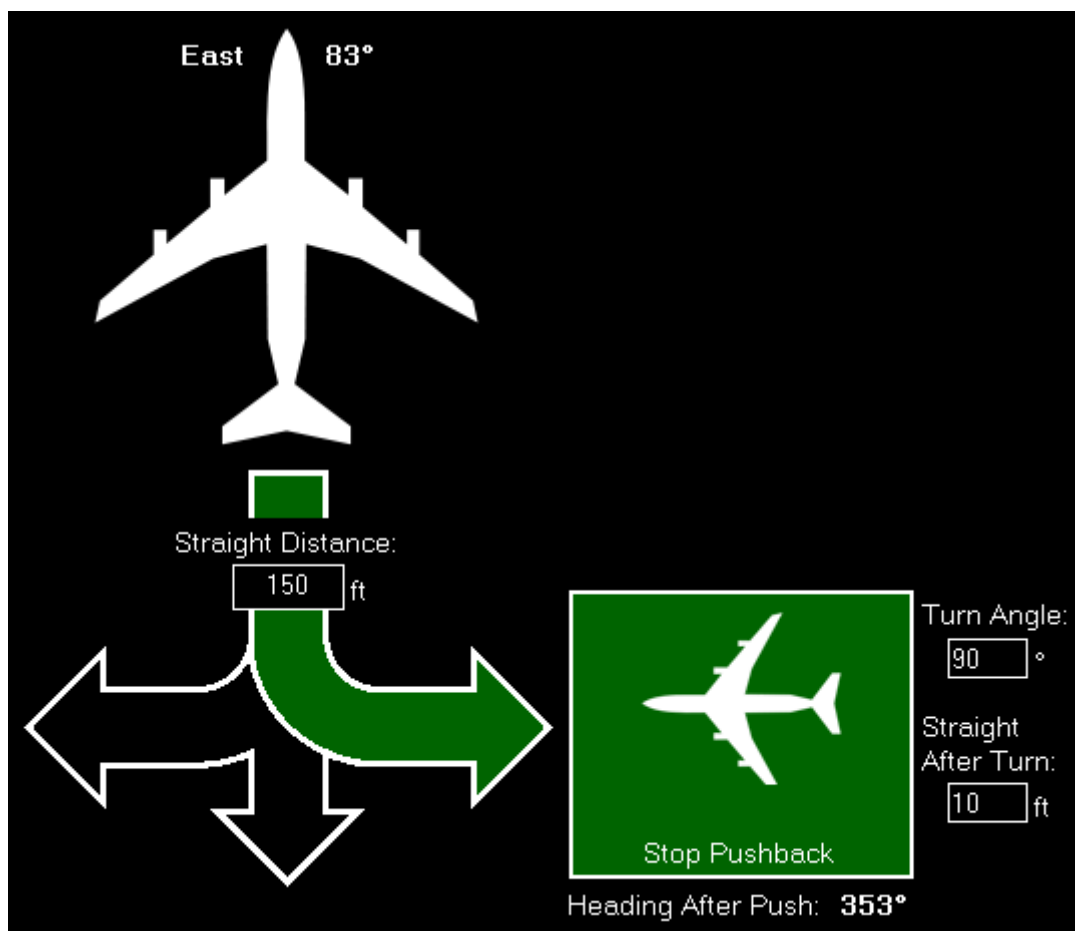 East 83°
Straight Distance:
150 ft
Turn Angle:
90 °
Straight
After Turn:
10 ft
Stop Pushback
Heading After Push: 353°